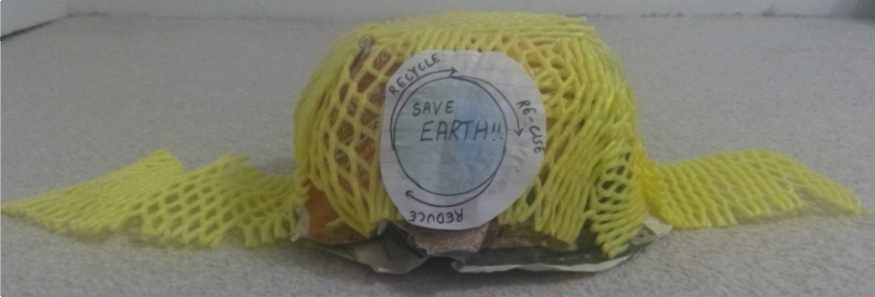 RECYCLE
SAVE
EARTH!!
RE-USE
REDUCE